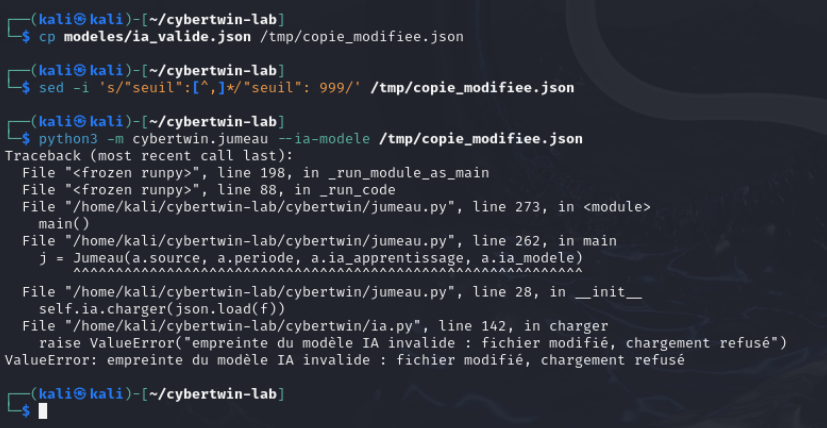 ┌──(kali㉿kali)-[~/cybertwin-lab]
└─$ cp modeles/ia_valide.json /tmp/copie_modifiee.json
┌──(kali㉿kali)-[~/cybertwin-lab]
└─$ sed -i 's/"seuil":[^,]*/"seuil": 999/' /tmp/copie_modifiee.json
┌──(kali㉿kali)-[~/cybertwin-lab]
└─$ python3 -m cybertwin.jumeau --ia-modele /tmp/copie_modifiee.json
Traceback (most recent call last):
  File "<frozen runpy>", line 198, in _run_module_as_main
  File "<frozen runpy>", line 88, in _run_code
  File "/home/kali/cybertwin-lab/cybertwin/jumeau.py", line 273, in <module>
    main()
  File "/home/kali/cybertwin-lab/cybertwin/jumeau.py", line 262, in main
    j = Jumeau(a.source, a.periode, a.ia_apprentissage, a.ia_modele)
        ^^^^^^^^^^^^^^^^^^^^^^^^^^^^^^^^^^^^^^^^^^^^^^^^^^^^^^^^^^^^
  File "/home/kali/cybertwin-lab/cybertwin/jumeau.py", line 28, in __init__
    self.ia.charger(json.load(f))
  File "/home/kali/cybertwin-lab/cybertwin/ia.py", line 142, in charger
    raise ValueError("empreinte du modèle IA invalide : fichier modifié, chargement refusé")
ValueError: empreinte du modèle IA invalide : fichier modifié, chargement refusé
┌──(kali㉿kali)-[~/cybertwin-lab]
└─$